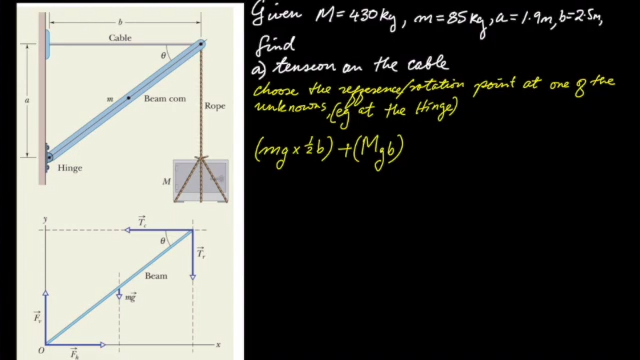 b
Cable
θ
a
m
Beam com
Rope
M
Hinge
y
T⃗c
θ
Beam
T⃗r
mg⃗
F⃗v
O
F⃗h
x
Given M = 430 kg, m = 85 kg, a = 1.9 m, b = 2.5 m,
find
a) tension on the cable
choose the reference/rotation point at one of the
unknowns, (eg at the Hinge)
(mg × ½ b) + (Mgb)